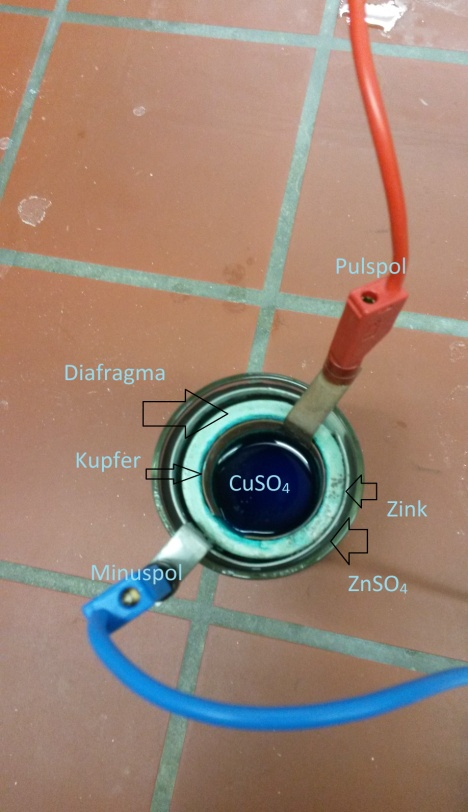 Pulspol
Diafragma
Kupfer
CuSO₄
Zink
Minuspol
ZnSO₄